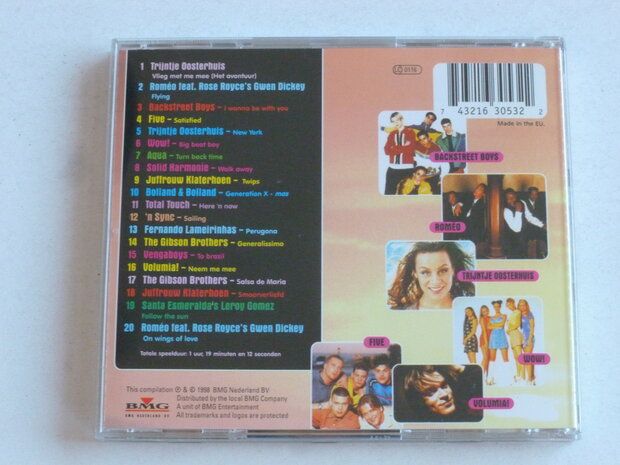 1 Trijntje Oosterhuis
Vlieg met me mee (Het avontuur)
2 Roméo feat. Rose Royce's Gwen Dickey
Flying
3 Backstreet Boys - I wanna be with you
4 Five - Satisfied
5 Trijntje Oosterhuis - New York
6 Wow! - Big beat boy
7 Aqua - Turn back time
8 Solid Harmonie - Walk away
9 Juffrouw Klaterhoen - Twips
10 Bolland & Bolland - Generation X - mas
11 Total Touch - Here 'n now
12 'n Sync - Sailing
13 Fernando Lameirinhas - Perugona
14 The Gibson Brothers - Generalissimo
15 Vengaboys - To brazil
16 Volumia! - Neem me mee
17 The Gibson Brothers - Salsa de Maria
18 Juffrouw Klaterhoen - Smoorverliefd
19 Santa Esmeralda's Leroy Gomez
Follow the sun
20 Roméo feat. Rose Royce's Gwen Dickey
On wings of love
Totale speelduur: 1 uur, 19 minuten en 12 seconden
This compilation ℗ & © 1998 BMG Nederland BV
Distributed by the local BMG Company
A unit of BMG Entertainment
All trademarks and logos are protected
BMG
BMG NEDERLAND BV
LC 0116
7 43216 30532 2
Made in the EU.
BACKSTREET BOYS
ROMÉO
TRIJNTJE OOSTERHUIS
WOW!
FIVE
VOLUMIA!